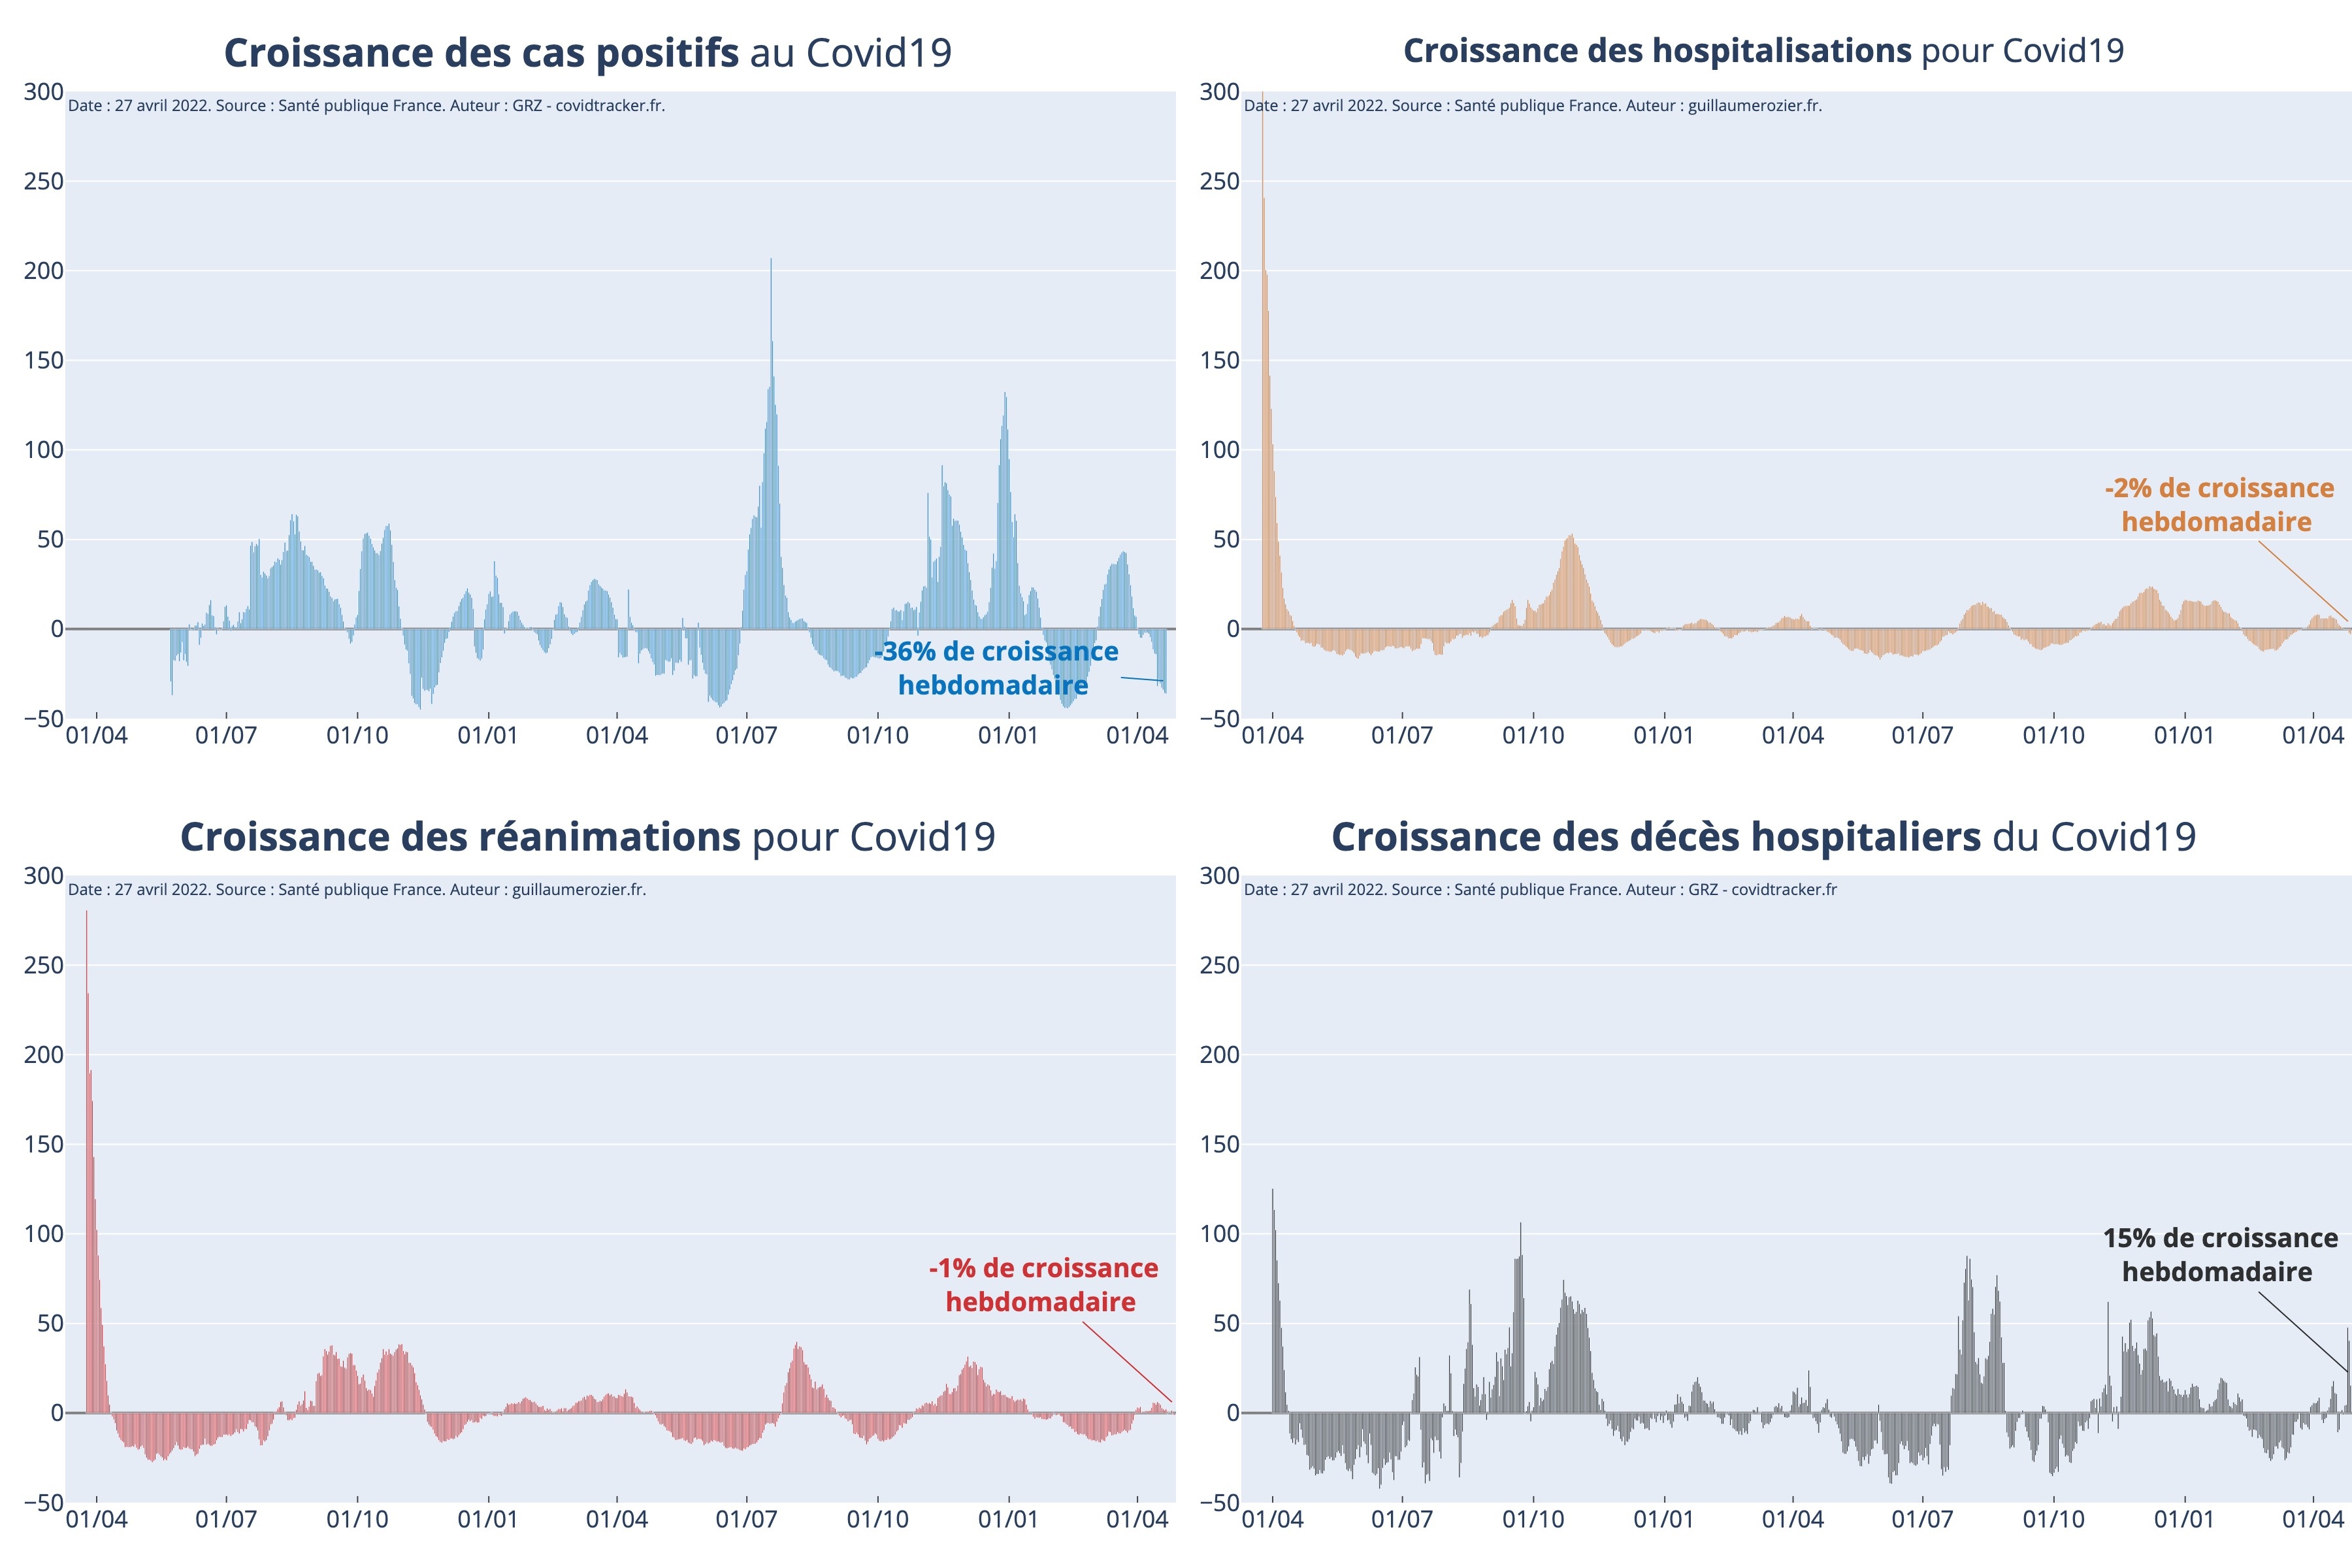 Croissance des cas positifs au Covid19
Date : 27 avril 2022. Source : Santé publique France. Auteur : GRZ - covidtracker.fr.
300
250
200
150
100
50
0
−50
-36% de croissance
hebdomadaire
01/04 01/07 01/10 01/01 01/04 01/07 01/10 01/01 01/04
Croissance des hospitalisations pour Covid19
Date : 27 avril 2022. Source : Santé publique France. Auteur : guillaumerozier.fr.
300
250
200
150
100
50
0
−50
-2% de croissance
hebdomadaire
01/04 01/07 01/10 01/01 01/04 01/07 01/10 01/01 01/04
Croissance des réanimations pour Covid19
Date : 27 avril 2022. Source : Santé publique France. Auteur : guillaumerozier.fr.
300
250
200
150
100
50
0
−50
-1% de croissance
hebdomadaire
01/04 01/07 01/10 01/01 01/04 01/07 01/10 01/01 01/04
Croissance des décès hospitaliers du Covid19
Date : 27 avril 2022. Source : Santé publique France. Auteur : GRZ - covidtracker.fr
300
250
200
150
100
50
0
−50
15% de croissance
hebdomadaire
01/04 01/07 01/10 01/01 01/04 01/07 01/10 01/01 01/04